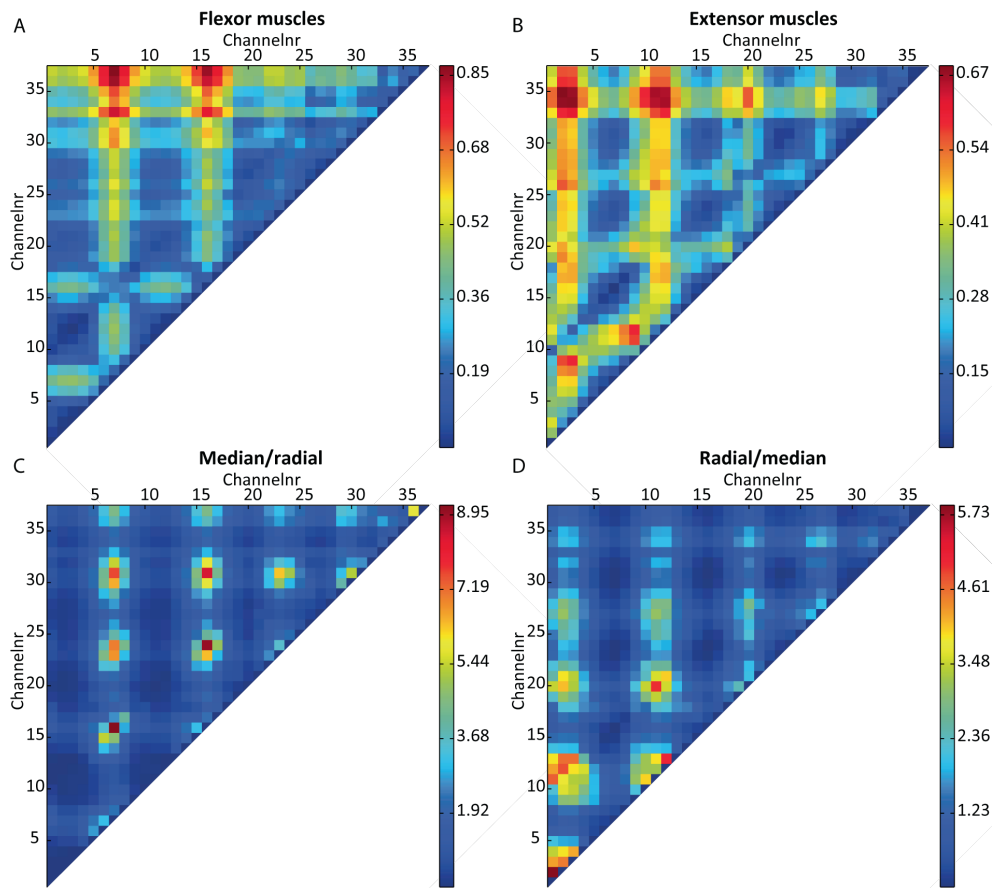 A
Flexor muscles
Channelnr
5 10 15 20 25 30 35
Channelnr
35
30
25
20
15
10
5
0.85
0.68
0.52
0.36
0.19
B
Extensor muscles
Channelnr
5 10 15 20 25 30 35
Channelnr
35
30
25
20
15
10
5
0.67
0.54
0.41
0.28
0.15
C
Median/radial
Channelnr
5 10 15 20 25 30 35
Channelnr
35
30
25
20
15
10
5
8.95
7.19
5.44
3.68
1.92
D
Radial/median
Channelnr
5 10 15 20 25 30 35
Channelnr
35
30
25
20
15
10
5
5.73
4.61
3.48
2.36
1.23